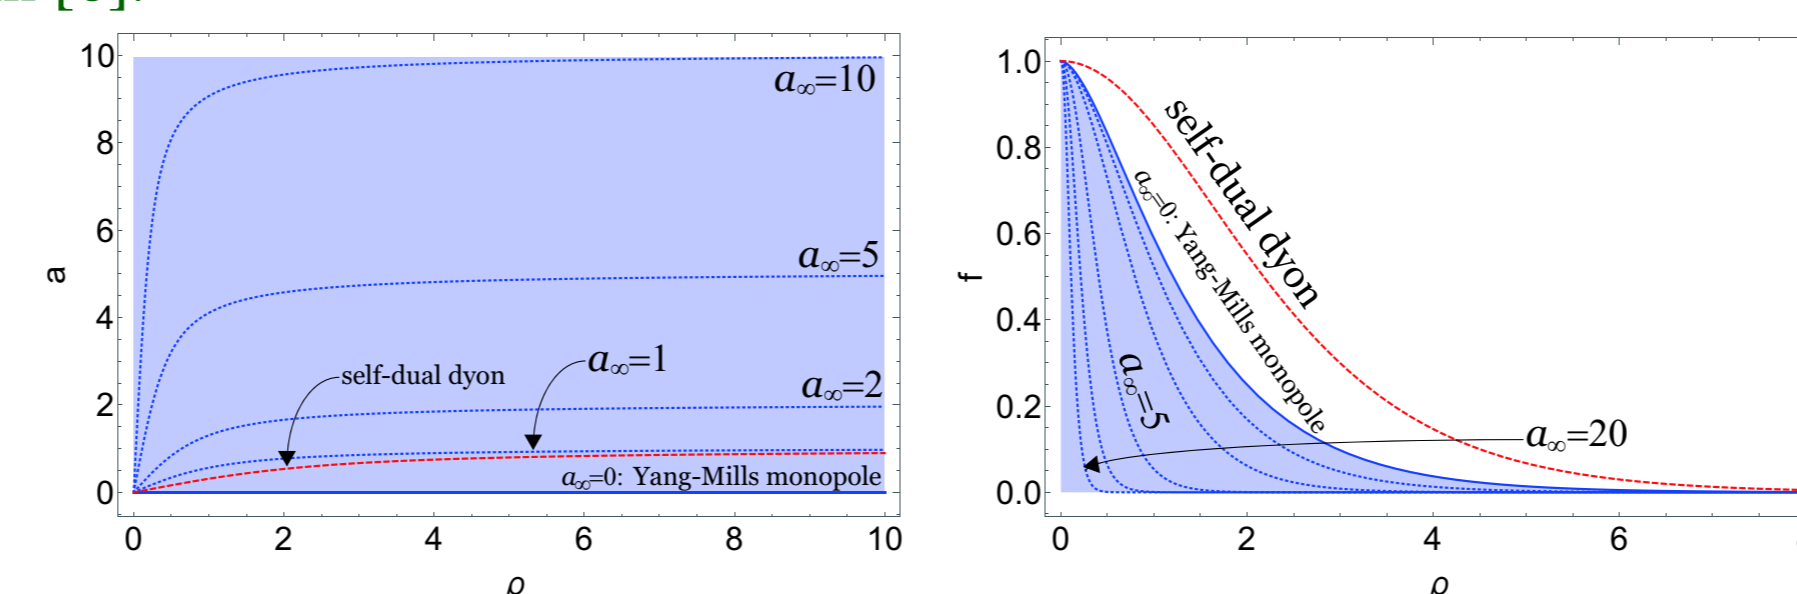 10
8
6
4
2
0
a
0 2 4 6 8 10
ρ
a∞=10
a∞=5
a∞=2
a∞=1
self-dual dyon
a∞=0: Yang-Mills monopole
1.0
0.8
0.6
0.4
0.2
0.0
f
0 2 4 6
ρ
self-dual dyon
a∞=0: Yang-Mills monopole
a∞=5
a∞=20